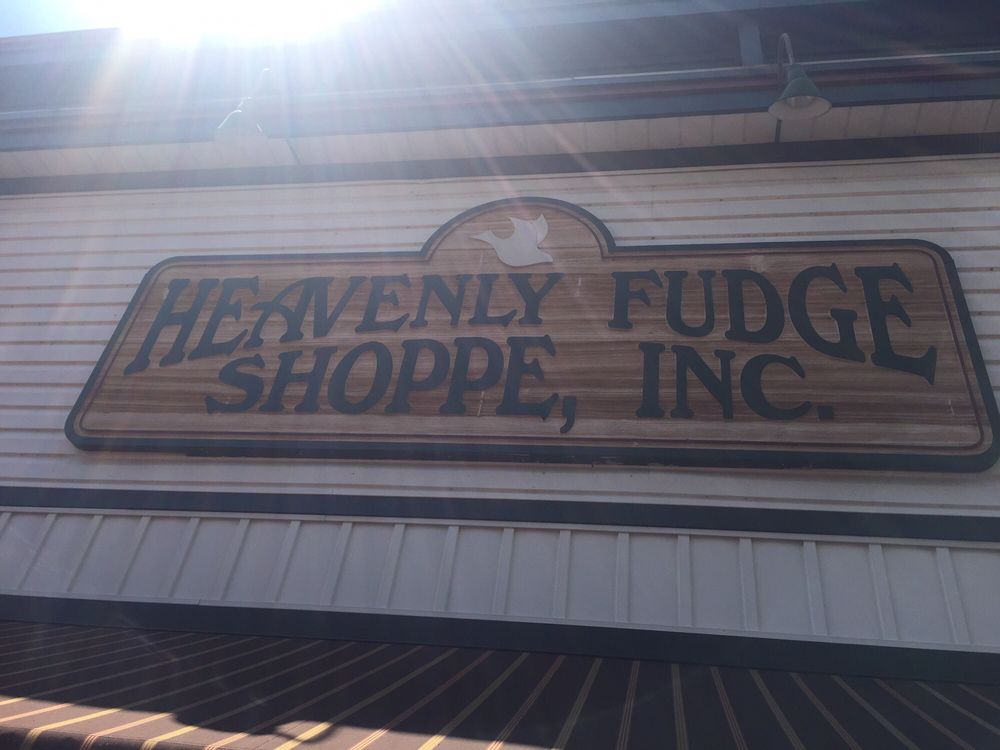 HEAVENLY FUDGE
SHOPPE, INC.